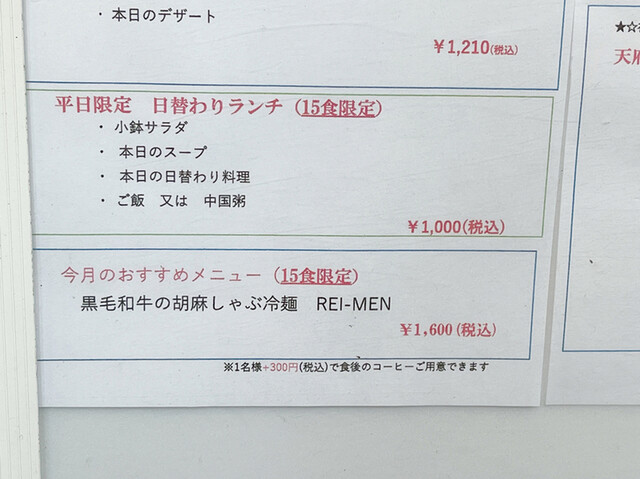 ・本日のデザート
￥1,210(税込)
平日限定　日替わりランチ（15食限定）
・ 小鉢サラダ
・ 本日のスープ
・ 本日の日替わり料理
・ ご飯　又は　中国粥
￥1,000(税込)
今月のおすすめメニュー（15食限定）
黒毛和牛の胡麻しゃぶ冷麺　REI-MEN
￥1,600(税込)
※1名様+300円(税込)で食後のコーヒーご用意できます
★☆
天府